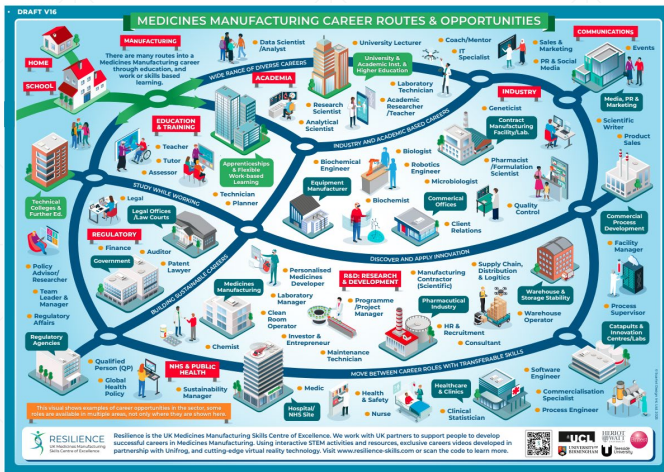 DRAFT V16
MEDICINES MANUFACTURING CAREER ROUTES & OPPORTUNITIES
HOME
SCHOOL
MANUFACTURING
There are many routes into a
Medicines Manufacturing career
through education, and
work or skills based
learning.
Data Scientist
/Analyst
WIDE RANGE OF DIVERSE CAREERS
ACADEMIA
University Lecturer
University &
Academic Inst. &
Higher Education
Research
Scientist
Analytical
Scientist
Laboratory
Technician
Academic
Researcher
/Teacher
Coach/Mentor
IT
Specialist
Sales &
Marketing
PR & Social
Media
COMMUNICATIONS
Events
Media, PR &
Marketing
Scientific
Writer
Product
Sales
EDUCATION
& TRAINING
Teacher
Tutor
Assessor
Apprenticeships
& Flexible
Work-based
Learning
Technician
Planner
Technical
Colleges &
Further Ed.
STUDY WHILE WORKING
INDUSTRY AND ACADEMIC BASED CAREERS
INDUSTRY
Geneticist
Contract
Manufacturing
Facility/Lab.
Pharmacist
/Formulation
Scientist
Quality
Control
Biochemical
Engineer
Biologist
Robotics
Engineer
Microbiologist
Equipment
Manufacturer
Biochemist
Commerical
Offices
Client
Relations
Commercial
Process
Development
Facility
Manager
Process
Supervisor
Catapults &
Innovation
Centres/Labs
Legal
Legal Offices
/Law Courts
REGULATORY
Finance
Auditor
Patent
Lawyer
Government
Policy
Advisor/
Researcher
Team
Leader &
Manager
Regulatory
Affairs
Regulatory
Agencies
BUILDING SUSTAINABLE CAREERS
DISCOVER AND APPLY INNOVATION
Personalised
Medicines
Developer
Medicines
Manufacturing
Laboratory
Manager
Clean
Room
Operator
Investor &
Entrepreneur
Maintenance
Technician
R&D: RESEARCH
& DEVELOPMENT
Programme
/Project
Manager
Manufacturing
Contractor
(Scientific)
Pharmacutical
Industry
HR &
Recruitment
Consultant
Supply Chain,
Distribution
& Logitics
Warehouse &
Storage Stability
Warehouse
Operator
Chemist
Qualified
Person (QP)
Global
Health
Policy
NHS & PUBLIC
HEALTH
Sustainability
Manager
Medic
Hospital/
NHS Site
MOVE BETWEEN CAREER ROLES WITH TRANSFERABLE SKILLS
Health
& Safety
Nurse
Healthcare
& Clinics
Clinical
Statistician
Software
Engineer
Commercialisation
Specialist
Process Engineer
This visual shows examples of career opportunities in the sector, some
roles are available in multiple areas, not only where they are shown here.
RESILIENCE
UK Medicines Manufacturing
Skills Centre of Excellence
Resilience is the UK Medicines Manufacturing Skills Centre of Excellence. We work with UK partners to support people to develop
successful careers in Medicines Manufacturing. Using interactive STEM activities and resources, exclusive careers videos developed in
partnership with Unifrog, and cutting-edge virtual reality technology. Visit www.resilience-skills.com or scan the code to learn more.
UCL
HERIOT
WATT
UNIVERSITY
UNIVERSITY OF
BIRMINGHAM
Teesside
University